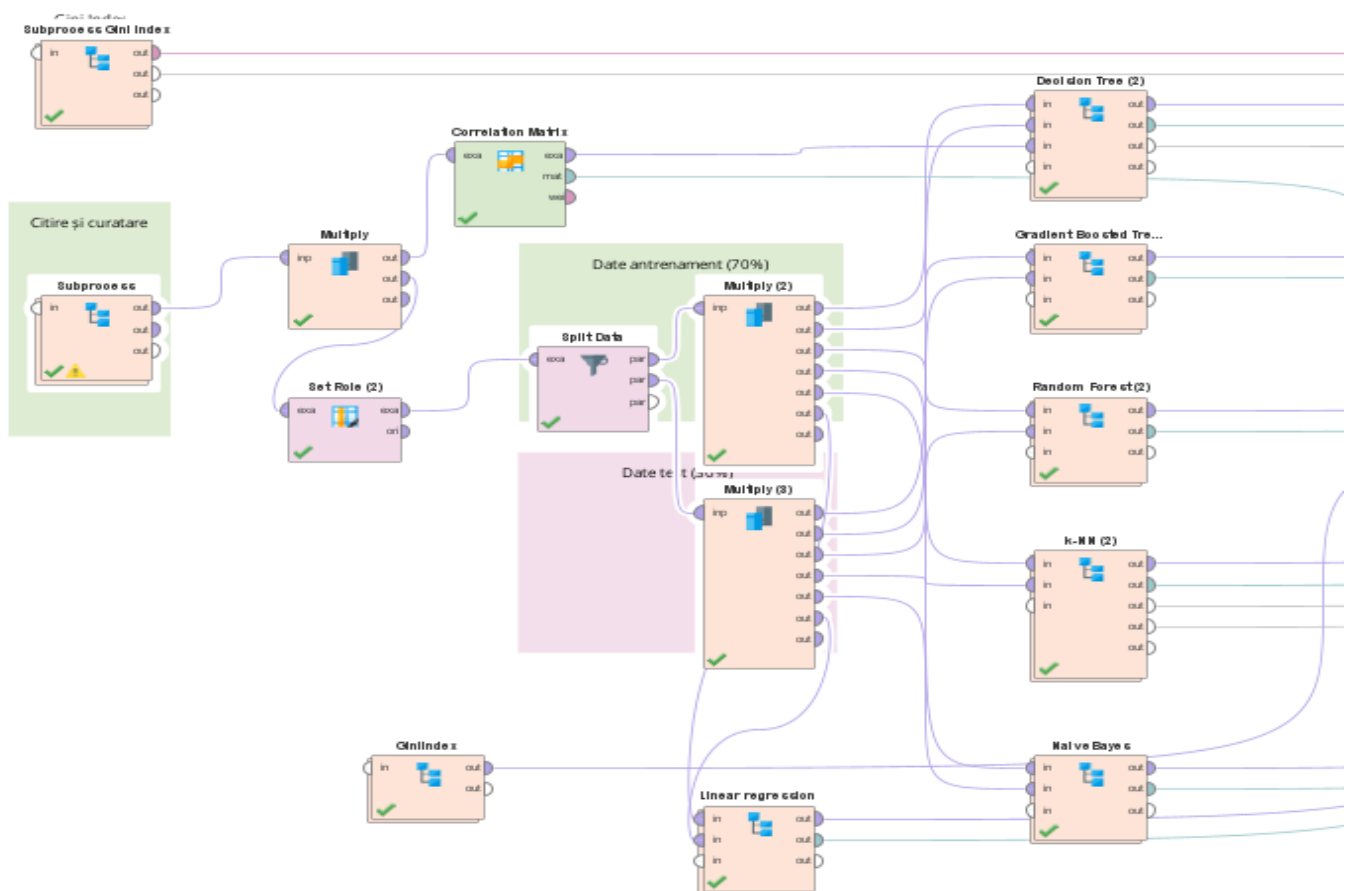 Gini Index
Subprocess Gini Index
in
out
out
out
Decision Tree (2)
in
out
in
out
in
out
in
out
Correlation Matrix
exa
exa
mat
wei
Citire și curatare
Multiply
inp
out
out
out
Gradient Boosted Tre...
in
out
in
out
in
out
Date antrenament (70%)
Subprocess
in
out
out
out
Multiply (2)
inp
out
out
out
out
out
out
out
Split Data
exa
par
par
par
Set Role (2)
exa
exa
ori
Random Forest(2)
in
out
in
out
in
out
Date test (30%)
Multiply (3)
inp
out
out
out
out
out
out
out
k-NN (2)
in
out
in
out
in
out
out
out
GiniIndex
in
out
out
Naive Bayes
in
out
in
out
in
out
Linear regression
in
out
in
out
in
out